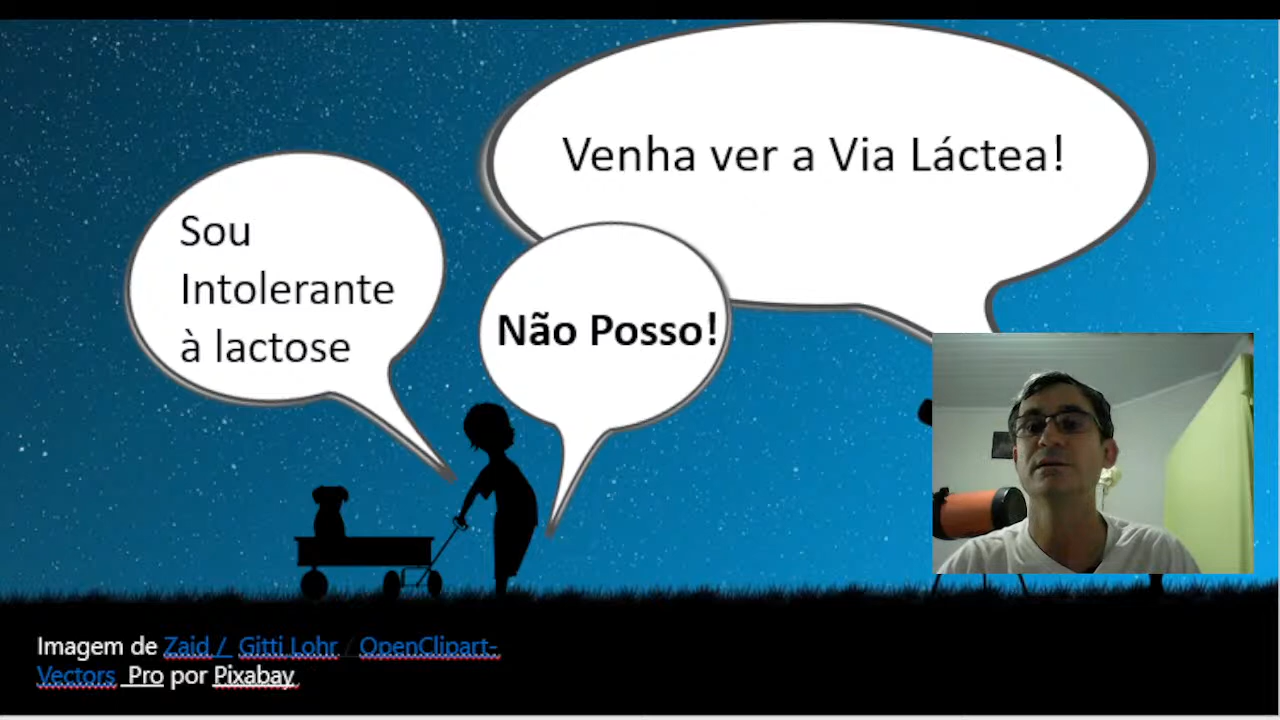 Venha ver a Via Láctea!
Não Posso!
Sou
Intolerante
à lactose
Imagem de Zaid / Gitti Lohr / OpenClipart-
Vectors Pro por Pixabay